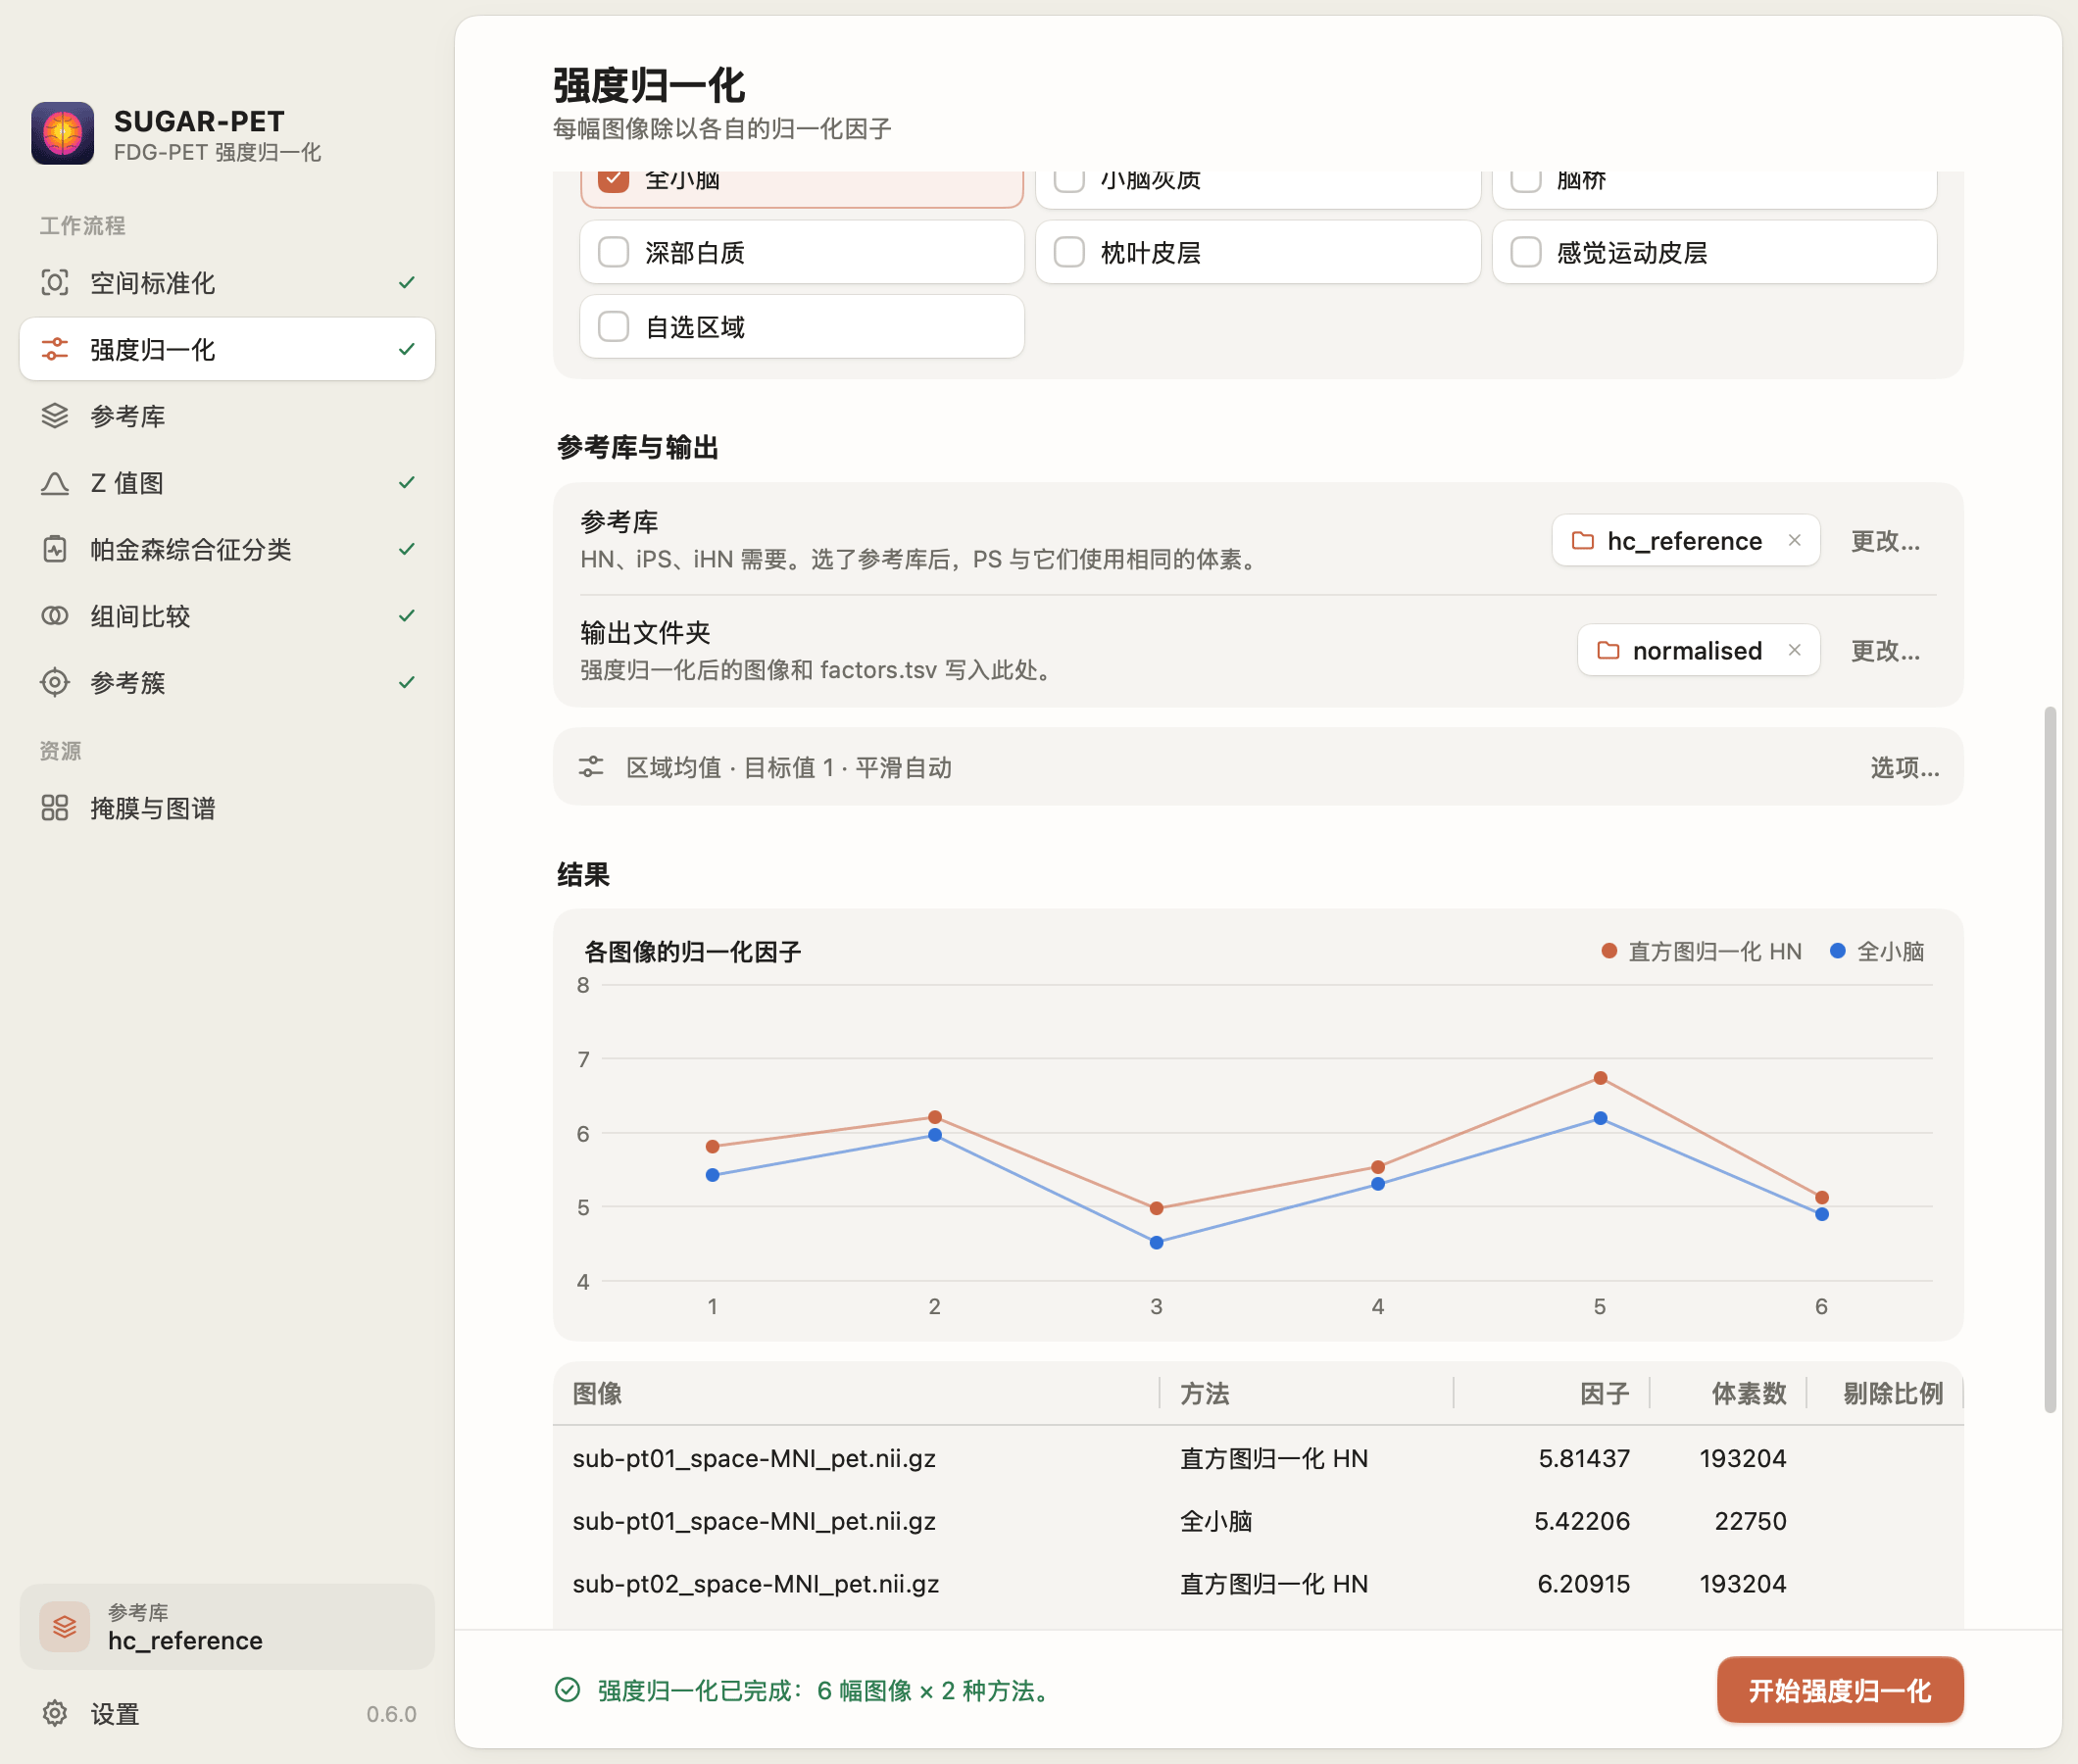 SUGAR-PET
FDG-PET 强度归一化
工作流程
空间标准化
强度归一化
参考库
Z 值图
帕金森综合征分类
组间比较
参考簇
资源
掩膜与图谱
参考库
hc_reference
设置
0.6.0
强度归一化
每幅图像除以各自的归一化因子
全小脑
小脑灰质
脑桥
深部白质
枕叶皮层
感觉运动皮层
自选区域
参考库与输出
参考库
HN、iPS、iHN 需要。选了参考库后，PS 与它们使用相同的体素。
hc_reference
更改...
输出文件夹
强度归一化后的图像和 factors.tsv 写入此处。
normalised
更改...
区域均值 · 目标值 1 · 平滑自动
选项...
结果
各图像的归一化因子
直方图归一化 HN
全小脑
8
7
6
5
4
1 2 3 4 5 6
图像 方法 因子 体素数 剔除比例
sub-pt01_space-MNI_pet.nii.gz 直方图归一化 HN 5.81437 193204
sub-pt01_space-MNI_pet.nii.gz 全小脑 5.42206 22750
sub-pt02_space-MNI_pet.nii.gz 直方图归一化 HN 6.20915 193204
强度归一化已完成：6 幅图像 × 2 种方法。
开始强度归一化